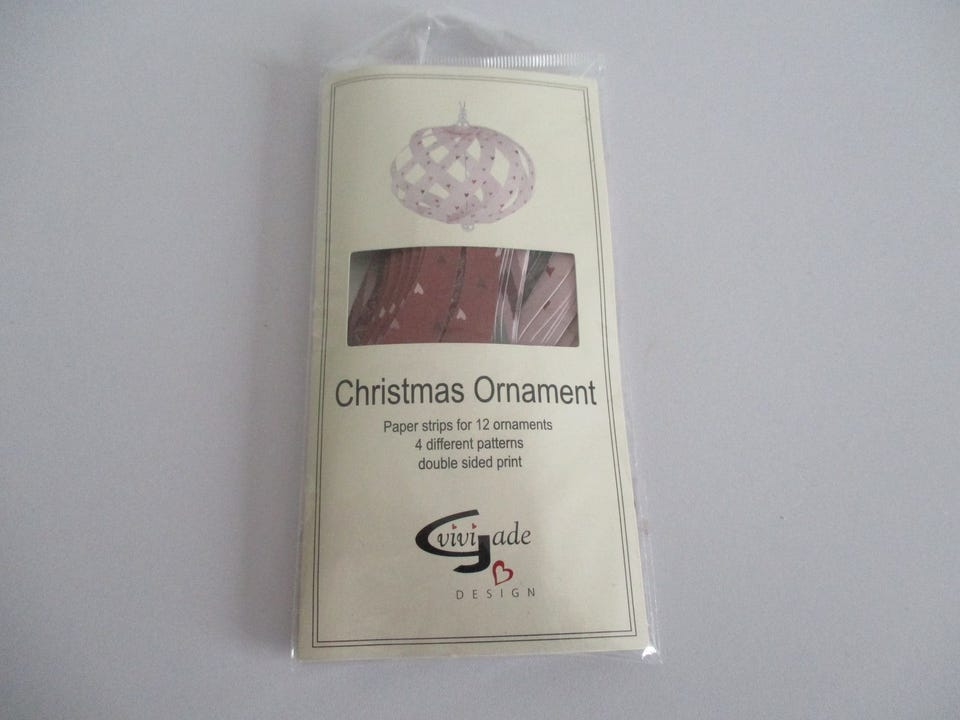 Christmas Ornament
Paper strips for 12 ornaments
4 different patterns
double sided print
vivi Gade
DESIGN